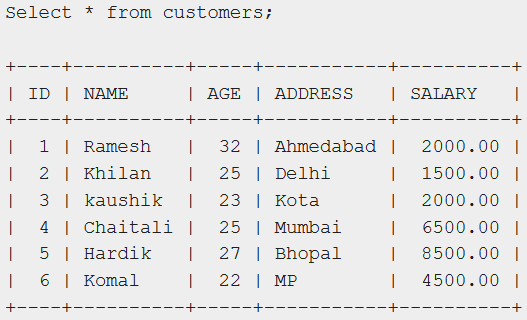 Select * from customers;
+----+----------+-----+-----------+----------+
| ID | NAME     | AGE | ADDRESS   | SALARY   |
+----+----------+-----+-----------+----------+
|  1 | Ramesh   |  32 | Ahmedabad |  2000.00 |
|  2 | Khilan   |  25 | Delhi     |  1500.00 |
|  3 | kaushik  |  23 | Kota      |  2000.00 |
|  4 | Chaitali |  25 | Mumbai    |  6500.00 |
|  5 | Hardik   |  27 | Bhopal    |  8500.00 |
|  6 | Komal    |  22 | MP        |  4500.00 |
+----+----------+-----+-----------+----------+